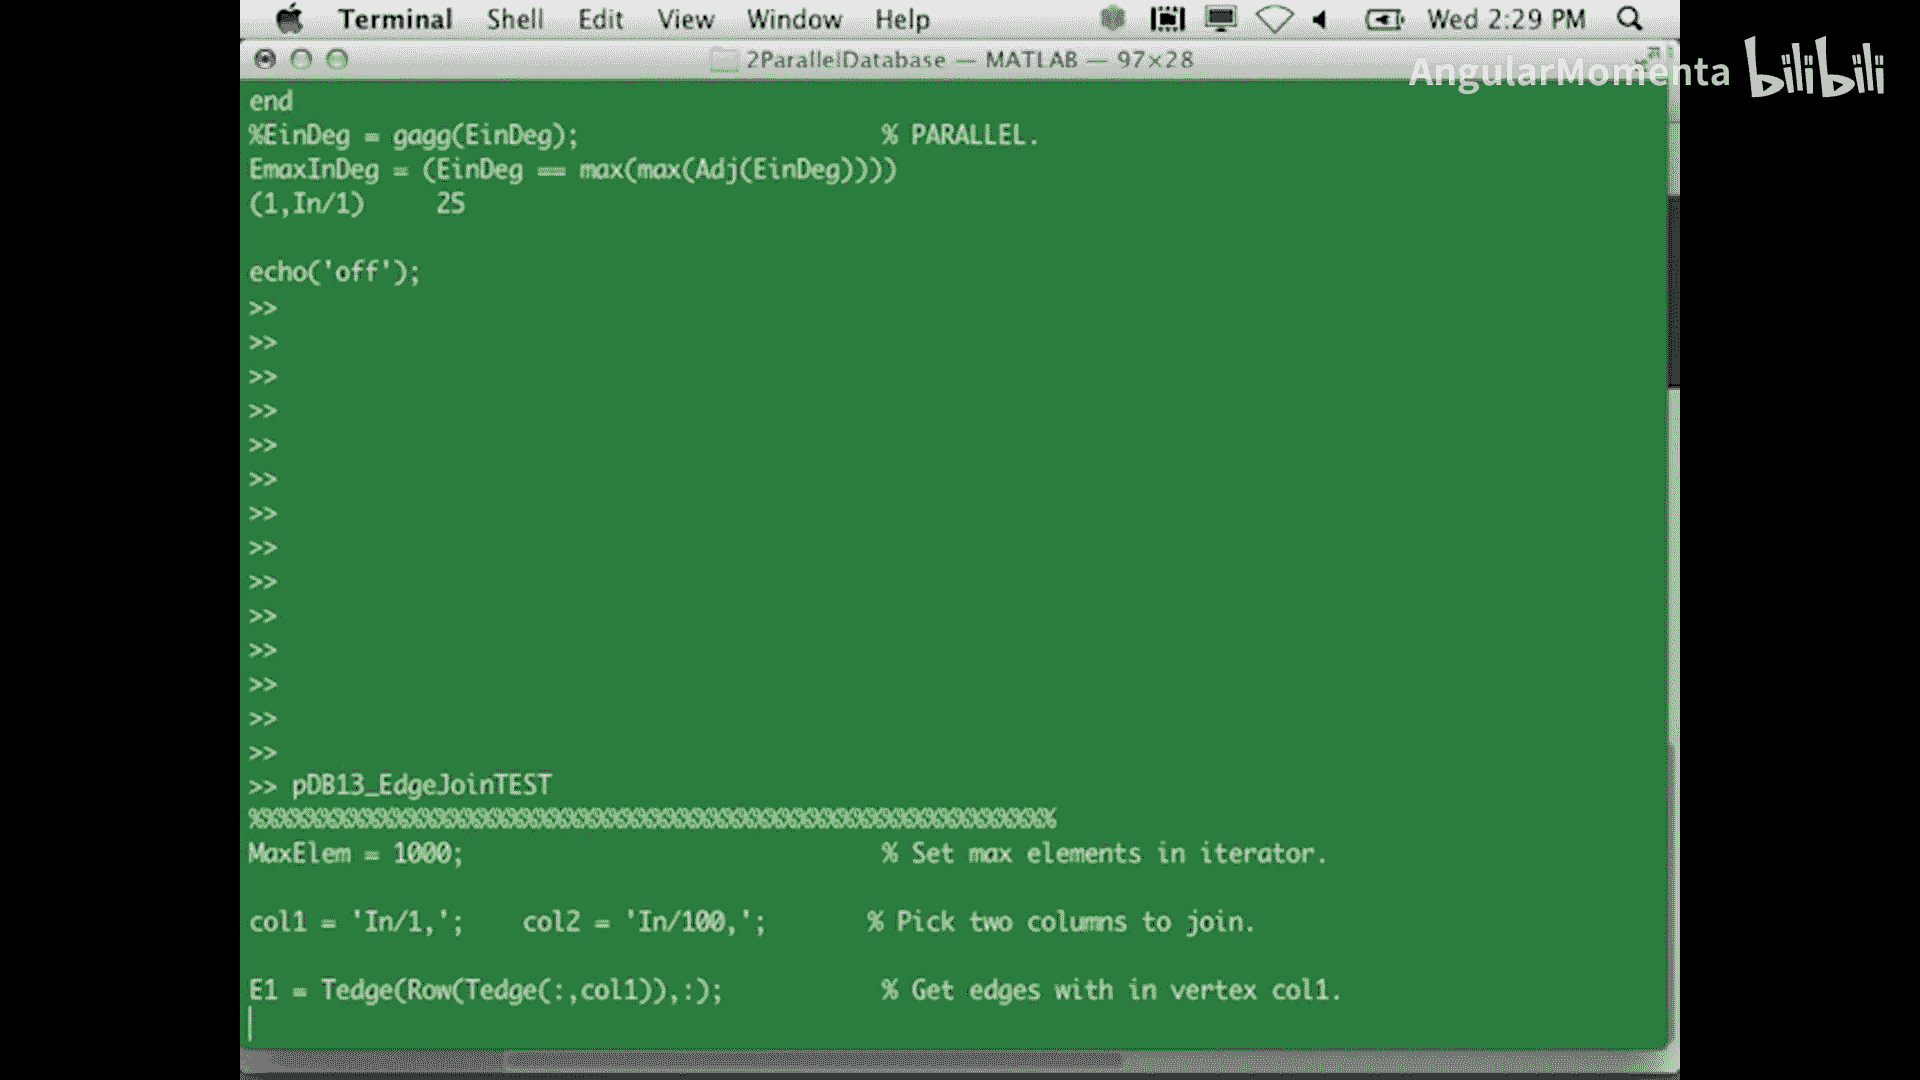 Terminal Shell Edit View Window Help Wed 2:29 PM
2ParallelDatabase — MATLAB — 97×28
AngularMomenta bilibili
end
%EinDeg = gagg(EinDeg); % PARALLEL.
EmaxInDeg = (EinDeg == max(max(Adj(EinDeg))))
(1,In/1) 25
echo('off');
>>
>>
>>
>>
>>
>>
>>
>>
>>
>>
>>
>>
>>
>>
>> pDB13_EdgeJoinTEST
%%%%%%%%%%%%%%%%%%%%%%%%%%%%%%%%%%%%%%%%%%%%%%%%%%%%%%%%
MaxElem = 1000; % Set max elements in iterator.
col1 = 'In/1,'; col2 = 'In/100,'; % Pick two columns to join.
E1 = Tedge(Row(Tedge(:,col1)),:); % Get edges with in vertex col1.